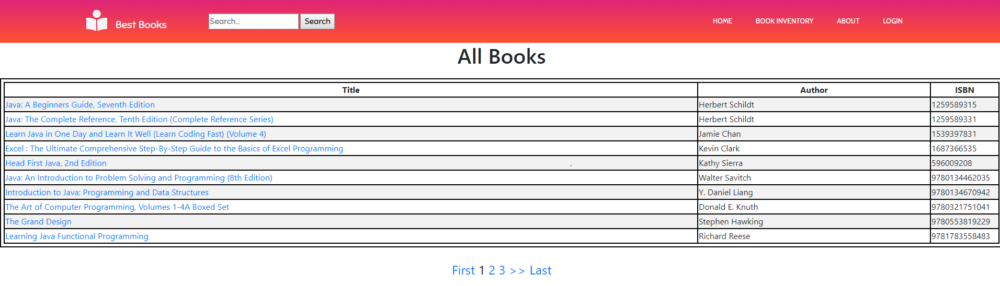 Best Books Search... Search HOME BOOK INVENTORY ABOUT LOGIN
All Books
Title Author ISBN
Java: A Beginners Guide, Seventh Edition Herbert Schildt 1259589315
Java: The Complete Reference, Tenth Edition (Complete Reference Series) Herbert Schildt 1259589331
Learn Java in One Day and Learn It Well (Learn Coding Fast) (Volume 4) Jamie Chan 1539397831
Excel : The Ultimate Comprehensive Step-By-Step Guide to the Basics of Excel Programming Kevin Clark 1687366535
Head First Java, 2nd Edition . Kathy Sierra 596009208
Java: An Introduction to Problem Solving and Programming (8th Edition) Walter Savitch 9780134462035
Introduction to Java: Programming and Data Structures Y. Daniel Liang 9780134670942
The Art of Computer Programming, Volumes 1-4A Boxed Set Donald E. Knuth 9780321751041
The Grand Design Stephen Hawking 9780553819229
Learning Java Functional Programming Richard Reese 9781783558483
First 1 2 3 >> Last